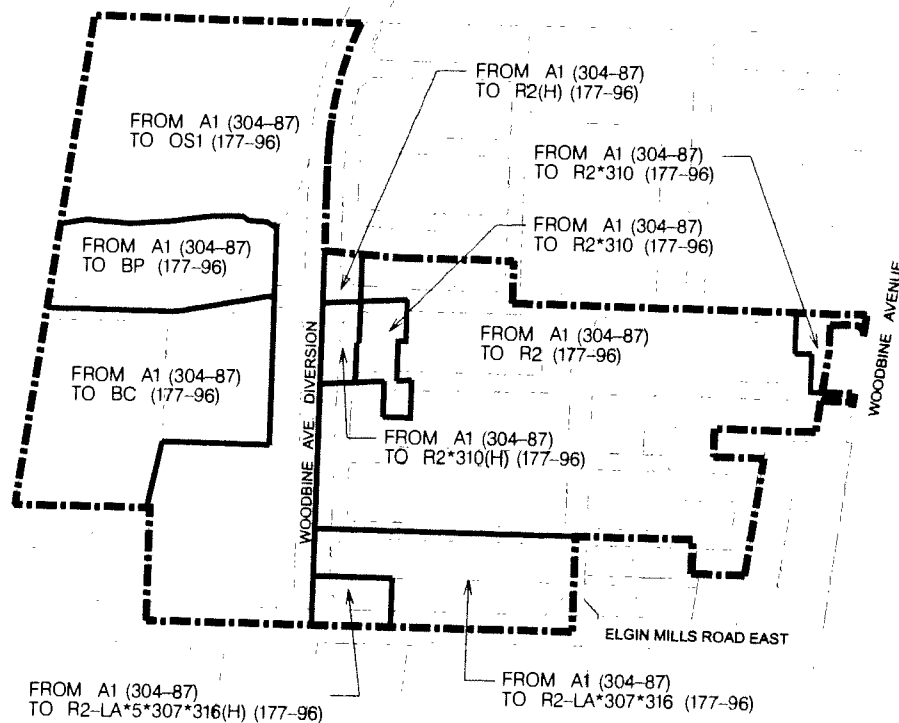 FROM A1 (304-87)
TO R2(H) (177-96)
FROM A1 (304-87)
TO OS1 (177-96)
FROM A1 (304-87)
TO R2*310 (177-96)
FROM A1 (304-87)
TO R2*310 (177-96)
FROM A1 (304-87)
TO BP (177-96)
WOODBINE AVENUE
FROM A1 (304-87)
TO R2 (177-96)
FROM A1 (304-87)
TO BC (177-96)
WOODBINE AVE. DIVERSION
FROM A1 (304-87)
TO R2*310(H) (177-96)
ELGIN MILLS ROAD EAST
FROM A1 (304-87)
TO R2-LA*5*307*316(H) (177-96)
FROM A1 (304-87)
TO R2-LA*307*316 (177-96)